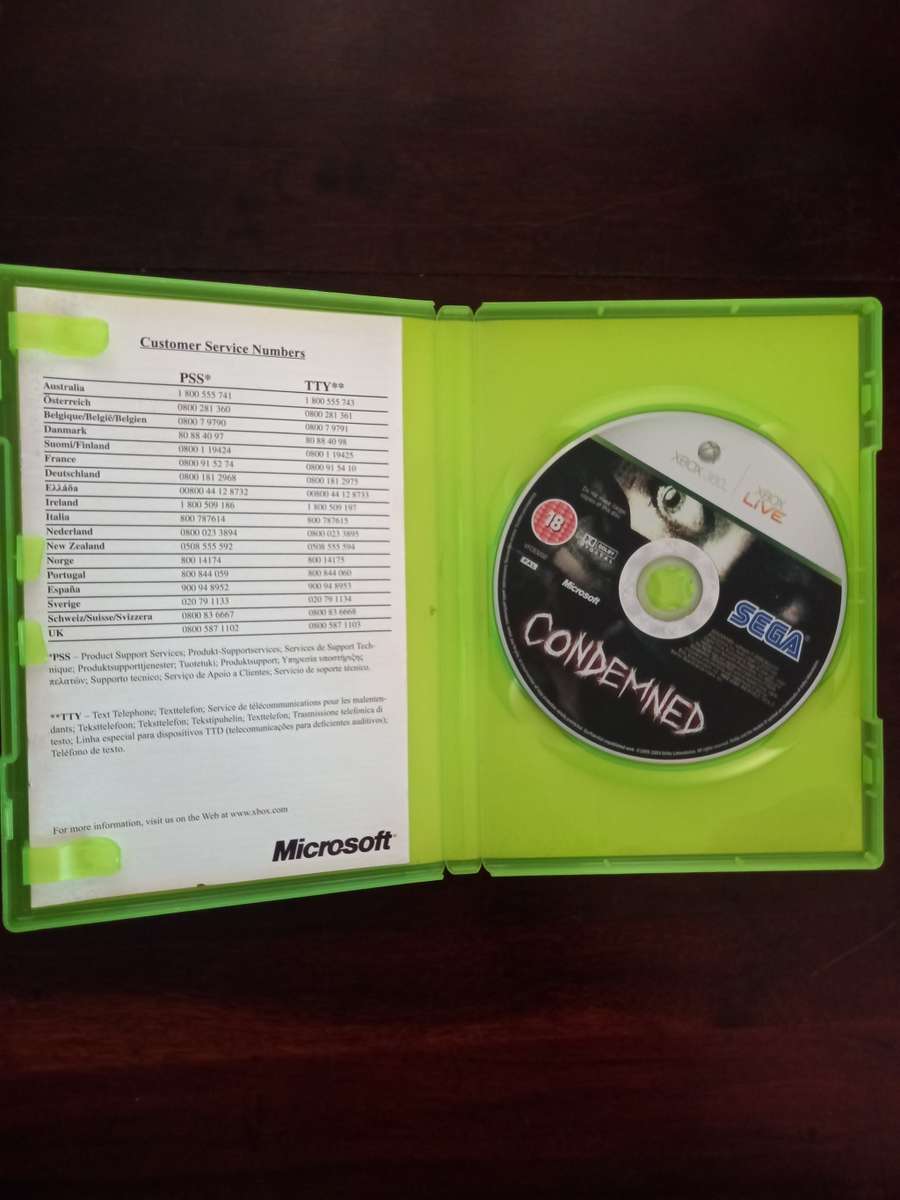 Customer Service Numbers
PSS* TTY**
Australia 1 800 555 741 1 800 555 743
Österreich 0800 281 360 0800 281 361
Belgique/België/Belgien 0800 7 9790 0800 7 9791
Danmark 80 88 40 97 80 88 40 98
Suomi/Finland 0800 1 19424 0800 1 19425
France 0800 91 52 74 0800 91 54 10
Deutschland 0800 181 2968 0800 181 2975
Ελλάδα 00800 44 12 8732 00800 44 12 8733
Ireland 1 800 509 186 1 800 509 197
Italia 800 787614 800 787615
Nederland 0800 023 3894 0800 023 3895
New Zealand 0508 555 592 0508 555 594
Norge 800 14174 800 14175
Portugal 800 844 059 800 844 060
España 900 94 8952 900 94 8953
Sverige 020 79 1133 020 79 1134
Schweiz/Suisse/Svizzera 0800 83 6667 0800 83 6668
UK 0800 587 1102 0800 587 1103
*PSS – Product Support Services; Produkt-Supportservices; Services de Support Tech-
nique; Produktsupporttjenester; Tuotetuki; Produktsupport; Υπηρεσία υποστήριξης
πελατών; Supporto tecnico; Serviço de Apoio a Clientes; Servicio de soporte técnico.
**TTY – Text Telephone; Texttelefon; Service de télécommunications pour les malenten-
dants; Teksttelefoon; Teksttelefon; Tekstipuhelin; Texttelefon; Trasmissione telefonica di
testo; Linha especial para dispositivos TTD (telecomunicações para deficientes auditivos);
Teléfono de texto.
For more information, visit us on the Web at www.xbox.com
Microsoft
XBOX 360
XBOX
LIVE
18
DOLBY
DIGITAL
PAL
Microsoft
SEGA
CONDEMNED